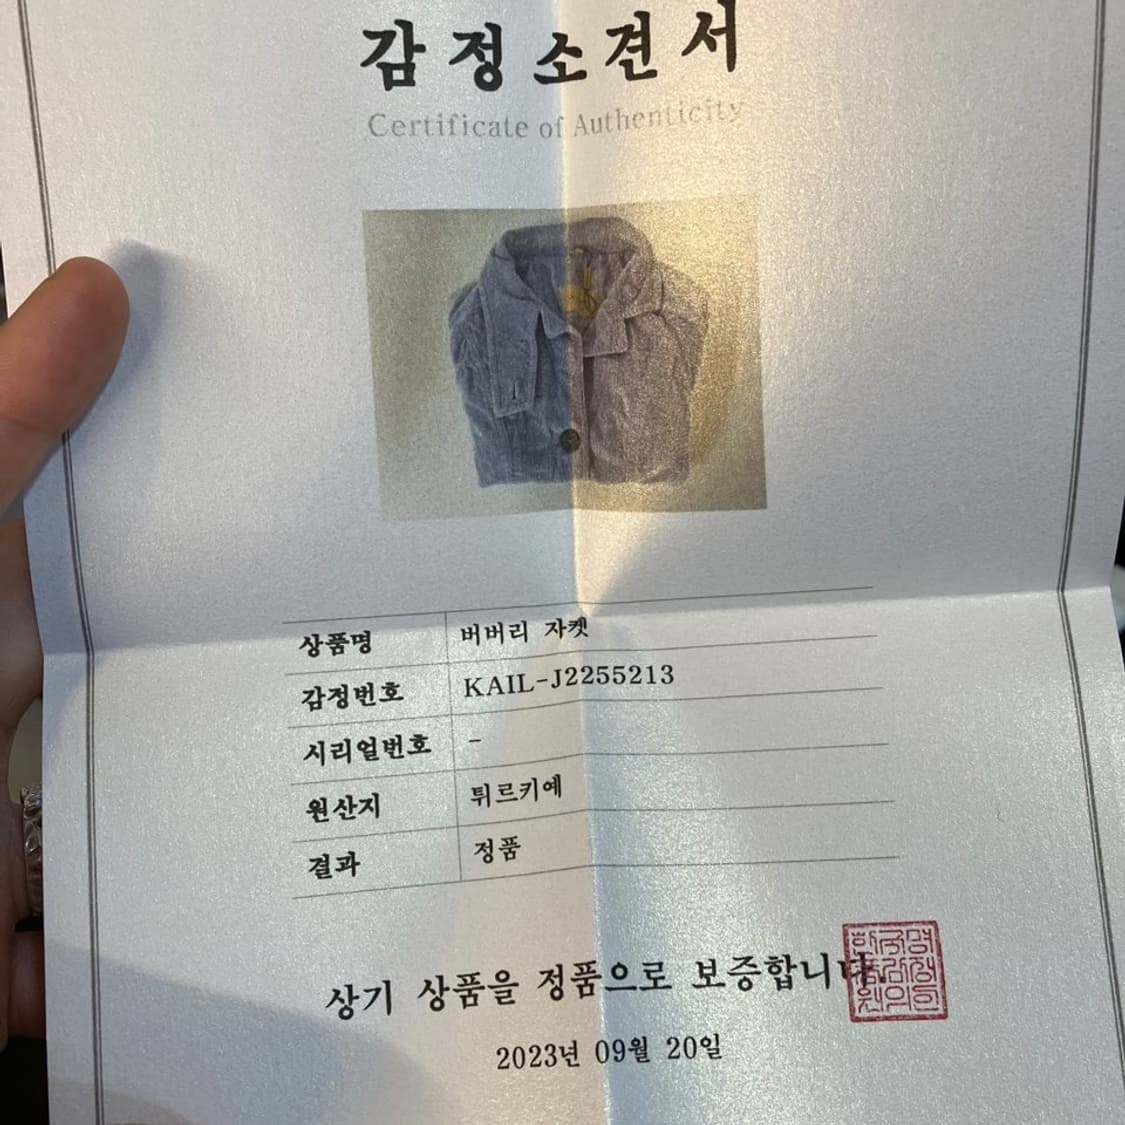 감정소견서
Certificate of Authenticity
상품명 버버리 자켓
감정번호 KAIL-J2255213
시리얼번호 -
원산지 튀르키예
결과 정품
상기 상품을 정품으로 보증합니다
2023년 09월 20일